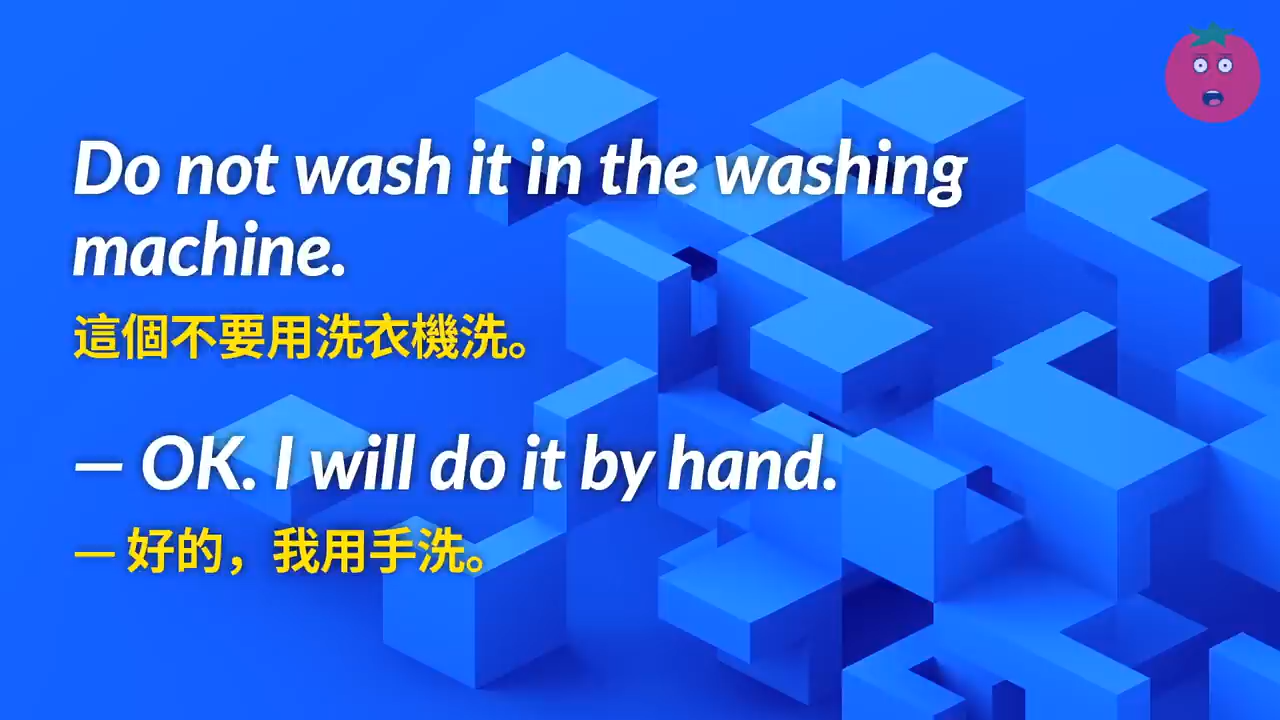 Do not wash it in the washing
machine.
這個不要用洗衣機洗。
— OK. I will do it by hand.
— 好的，我用手洗。